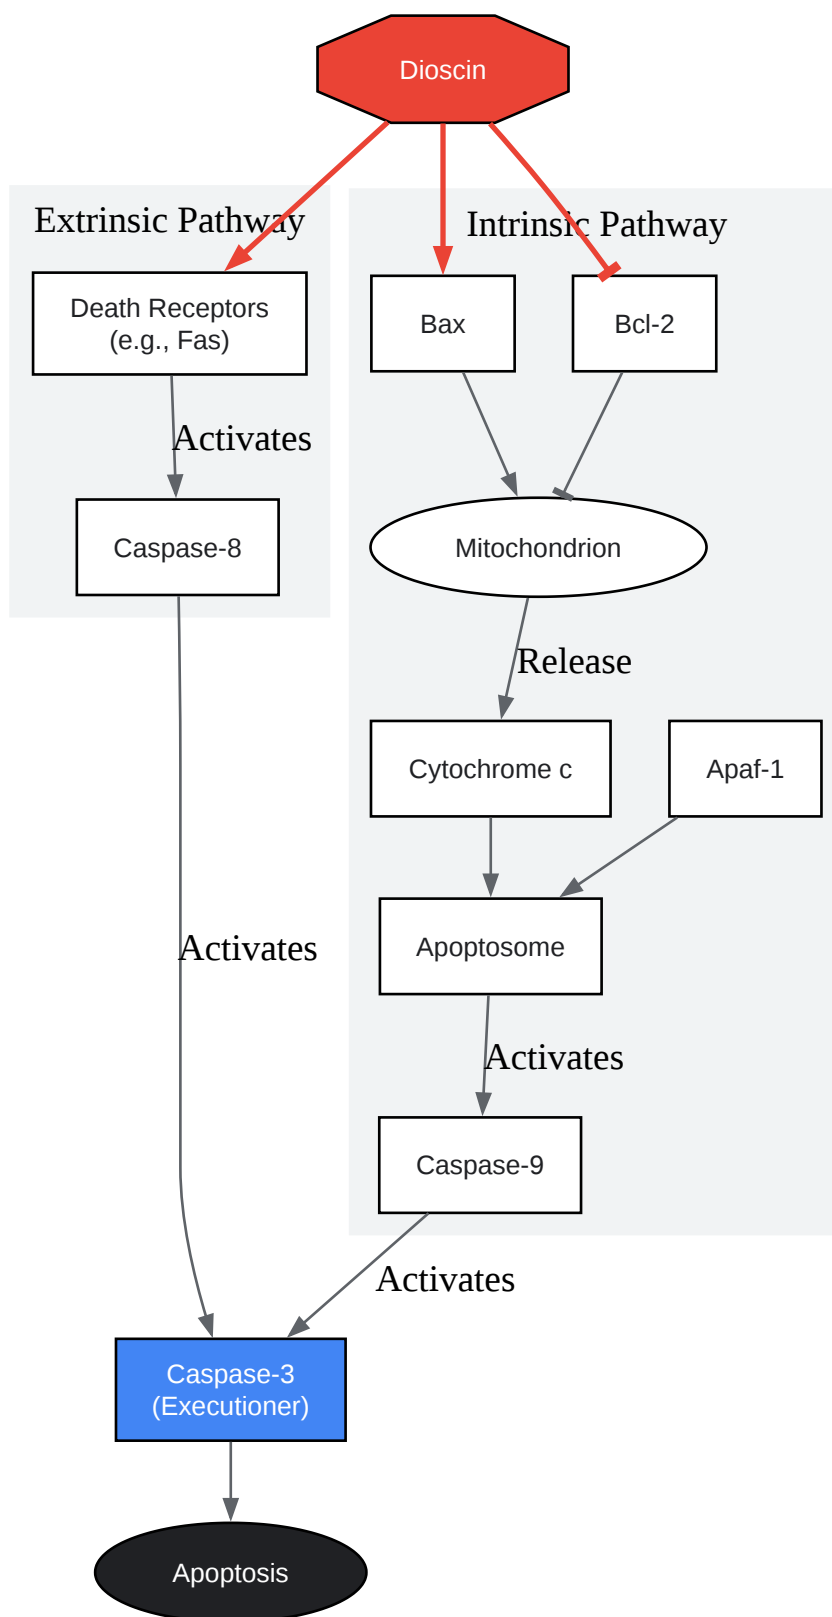 Dioscin
Extrinsic Pathway
Intrinsic Pathway
Death Receptors
(e.g., Fas)
Bax
Bcl-2
Activates
Caspase-8
Mitochondrion
Release
Cytochrome c
Apaf-1
Activates
Apoptosome
Activates
Caspase-9
Activates
Caspase-3
(Executioner)
Apoptosis